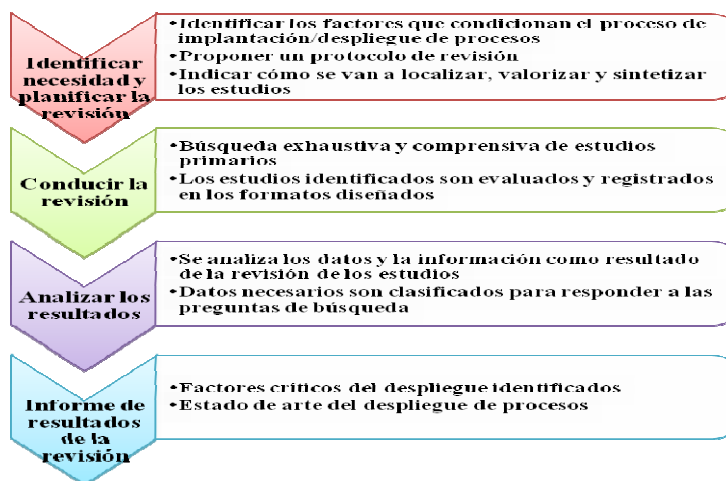 Identificar
necesidad y
planificar la
revisión
•Identificar los factores que condicionan el proceso de
implantación/despliegue de procesos
•Proponer un protocolo de revisión
•Indicar cómo se van a localizar, valorizar y sintetizar
los estudios
Conducir la
revisión
•Búsqueda exhaustiva y comprensiva de estudios
primarios
•Los estudios identificados son evaluados y registrados
en los formatos diseñados
Analizar los
resultados
•Se analiza los datos y la información como resultado
de la revisión de los estudios
•Datos necesarios son clasificados para responder a las
preguntas de búsqueda
Informe de
resultados
de la
revisión
•Factores críticos del despliegue identificados
•Estado de arte del despliegue de procesos